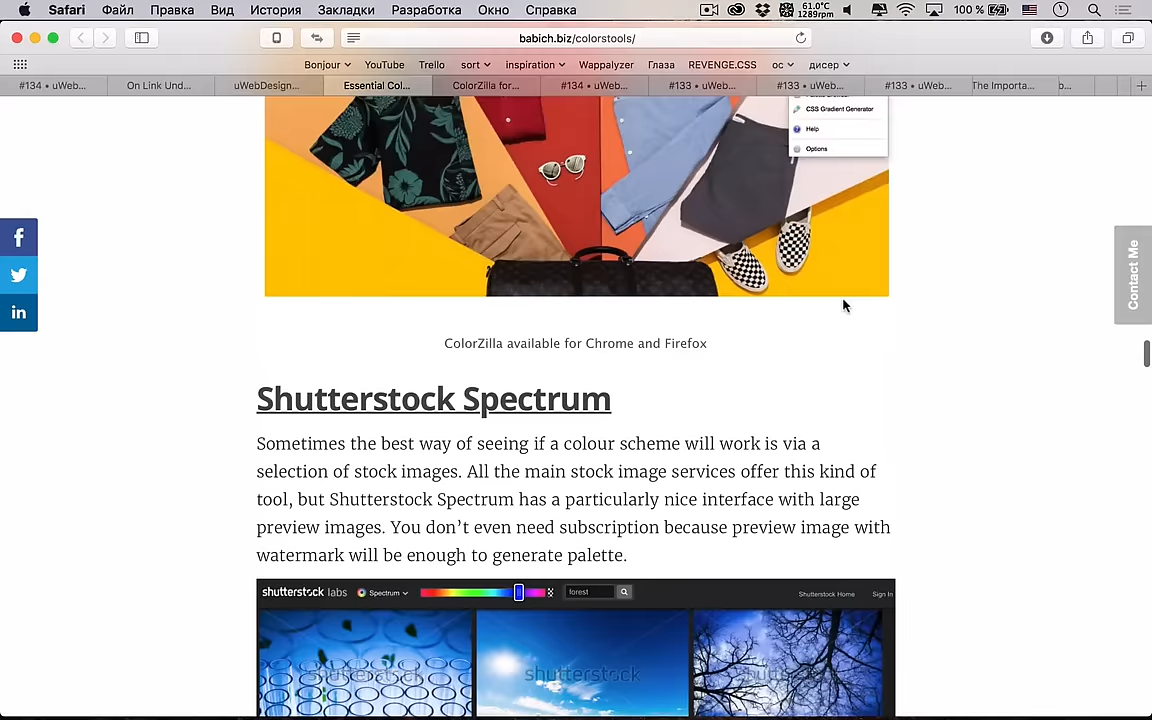 Safari Файл Правка Вид История Закладки Разработка Окно Справка 61.0°C 1289rpm 100 %
babich.biz/colorstools/
Bonjour YouTube Trello sort inspiration Wappalyzer Глаза REVENGE.CSS ос дисер
#134 • uWeb... On Link Und... uWebDesign... Essential Col... ColorZilla for... #134 • uWeb... #133 • uWeb... #133 • uWeb... #133 • uWeb... The Importa... b...
CSS Gradient Generator
Help
Options
Contact Me
ColorZilla available for Chrome and Firefox
Shutterstock Spectrum
Sometimes the best way of seeing if a colour scheme will work is via a
selection of stock images. All the main stock image services offer this kind of
tool, but Shutterstock Spectrum has a particularly nice interface with large
preview images. You don’t even need subscription because preview image with
watermark will be enough to generate palette.
shutterstock labs Spectrum forest Shutterstock Home Sign In
shutterstock shutterstock